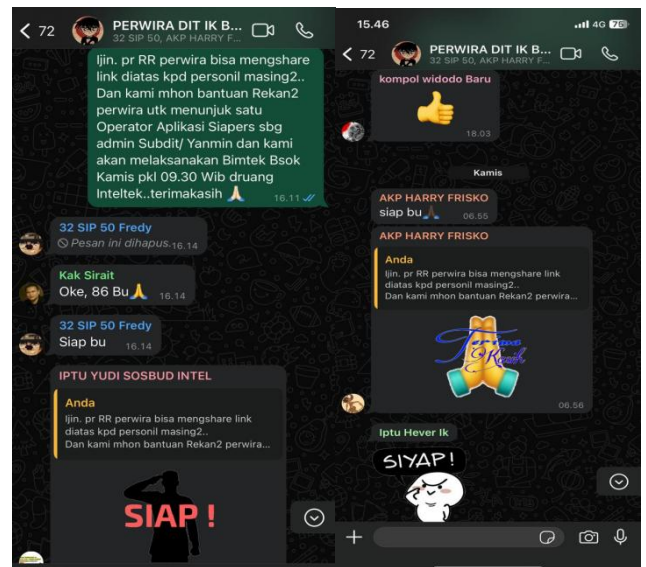 72
PERWIRA DIT IK B...
32 SIP 50, AKP HARRY F...
Ijin. pr RR perwira bisa mengshare
link diatas kpd personil masing2..
Dan kami mhon bantuan Rekan2
perwira utk menunjuk satu
Operator Aplikasi Siapers sbg
admin Subdit/ Yanmin dan kami
akan melaksanakan Bimtek Bsok
Kamis pkl 09.30 Wib druang
Inteltek..terimakasih 🙏🏻
16.11
32 SIP 50 Fredy
Pesan ini dihapus. 16.14
Kak Sirait
Oke, 86 Bu🙏 16.14
32 SIP 50 Fredy
Siap bu 16.14
IPTU YUDI SOSBUD INTEL
Anda
Ijin. pr RR perwira bisa mengshare link
diatas kpd personil masing2..
Dan kami mhon bantuan Rekan2 perwira...
SIAP !
15.46
4G 75
72
PERWIRA DIT IK B...
32 SIP 50, AKP HARRY F...
kompol widodo Baru
18.03
Kamis
AKP HARRY FRISKO
siap bu🙏🏿 06.55
AKP HARRY FRISKO
Anda
Ijin. pr RR perwira bisa mengshare link
diatas kpd personil masing2..
Dan kami mhon bantuan Rekan2 perwira...
Terima
Kasih
06.56
Iptu Hever Ik
SIYAP!